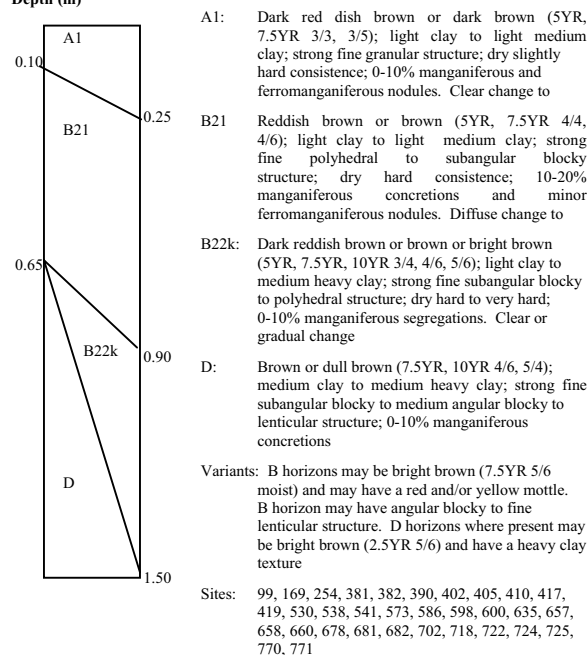 Depth (m)
A1
0.10
0.25
B21
0.65
B22k
0.90
D
1.50
A1: Dark red dish brown or dark brown (5YR,
7.5YR 3/3, 3/5); light clay to light medium
clay; strong fine granular structure; dry slightly
hard consistence; 0-10% manganiferous and
ferromanganiferous nodules. Clear change to
B21 Reddish brown or brown (5YR, 7.5YR 4/4,
4/6); light clay to light medium clay; strong
fine polyhedral to subangular blocky
structure; dry hard consistence; 10-20%
manganiferous concretions and minor
ferromanganiferous nodules. Diffuse change to
B22k: Dark reddish brown or brown or bright brown
(5YR, 7.5YR, 10YR 3/4, 4/6, 5/6); light clay to
medium heavy clay; strong fine subangular blocky
to polyhedral structure; dry hard to very hard;
0-10% manganiferous segregations. Clear or
gradual change
D: Brown or dull brown (7.5YR, 10YR 4/6, 5/4);
medium clay to medium heavy clay; strong fine
subangular blocky to medium angular blocky to
lenticular structure; 0-10% manganiferous
concretions
Variants: B horizons may be bright brown (7.5YR 5/6
moist) and may have a red and/or yellow mottle.
B horizon may have angular blocky to fine
lenticular structure. D horizons where present may
be bright brown (2.5YR 5/6) and have a heavy clay
texture
Sites: 99, 169, 254, 381, 382, 390, 402, 405, 410, 417,
419, 530, 538, 541, 573, 586, 598, 600, 635, 657,
658, 660, 678, 681, 682, 702, 718, 722, 724, 725,
770, 771